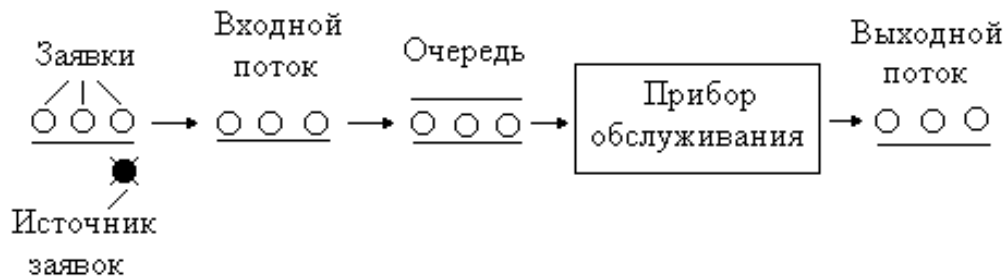 Заявки
Входной
поток
Очередь
Прибор
обслуживания
Выходной
поток
Источник
заявок